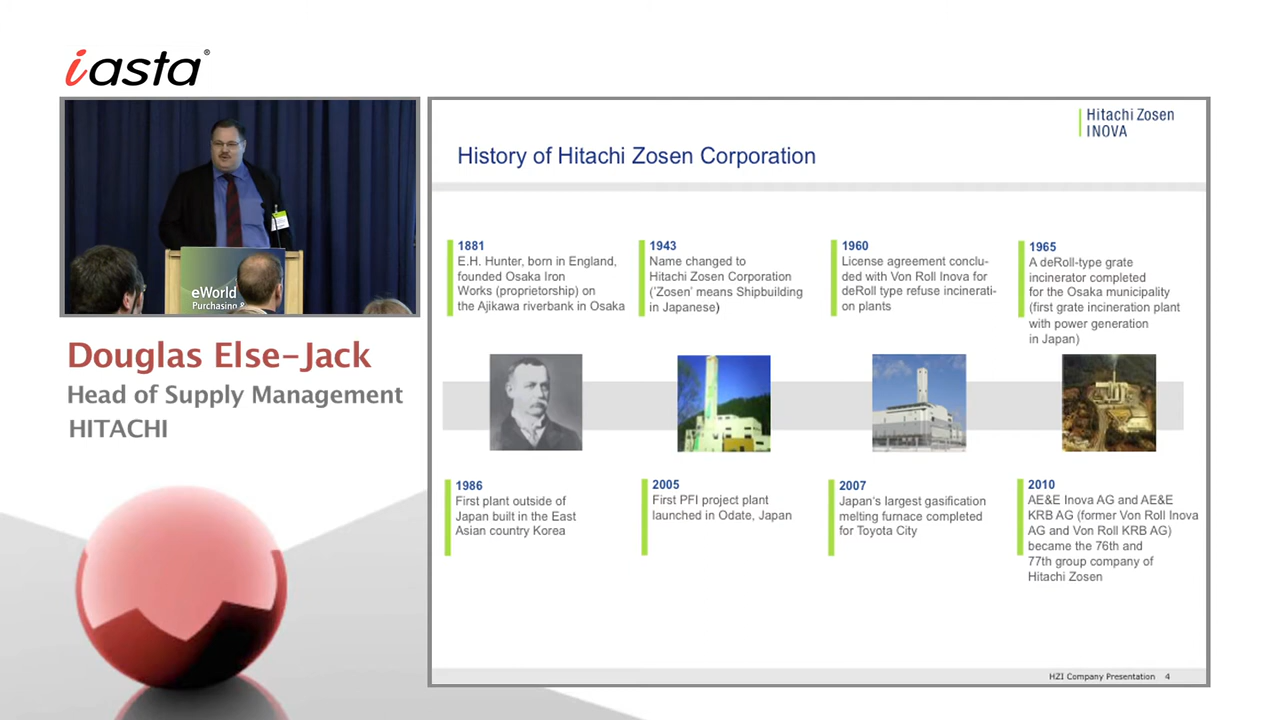 iasta®
eWorld
Purchasing &
Douglas Else-Jack
Head of Supply Management
HITACHI
Hitachi Zosen
INOVA
History of Hitachi Zosen Corporation
1881
E.H. Hunter, born in England,
founded Osaka Iron
Works (proprietorship) on
the Ajikawa riverbank in Osaka
1943
Name changed to
Hitachi Zosen Corporation
('Zosen' means Shipbuilding
in Japanese)
1960
License agreement conclu-
ded with Von Roll Inova for
deRoll type refuse incinerati-
on plants
1965
A deRoll-type grate
incinerator completed
for the Osaka municipality
(first grate incineration plant
with power generation
in Japan)
1986
First plant outside of
Japan built in the East
Asian country Korea
2005
First PFI project plant
launched in Odate, Japan
2007
Japan's largest gasification
melting furnace completed
for Toyota City
2010
AE&E Inova AG and AE&E
KRB AG (former Von Roll Inova
AG and Von Roll KRB AG)
became the 76th and
77th group company of
Hitachi Zosen
HZI Company Presentation 4